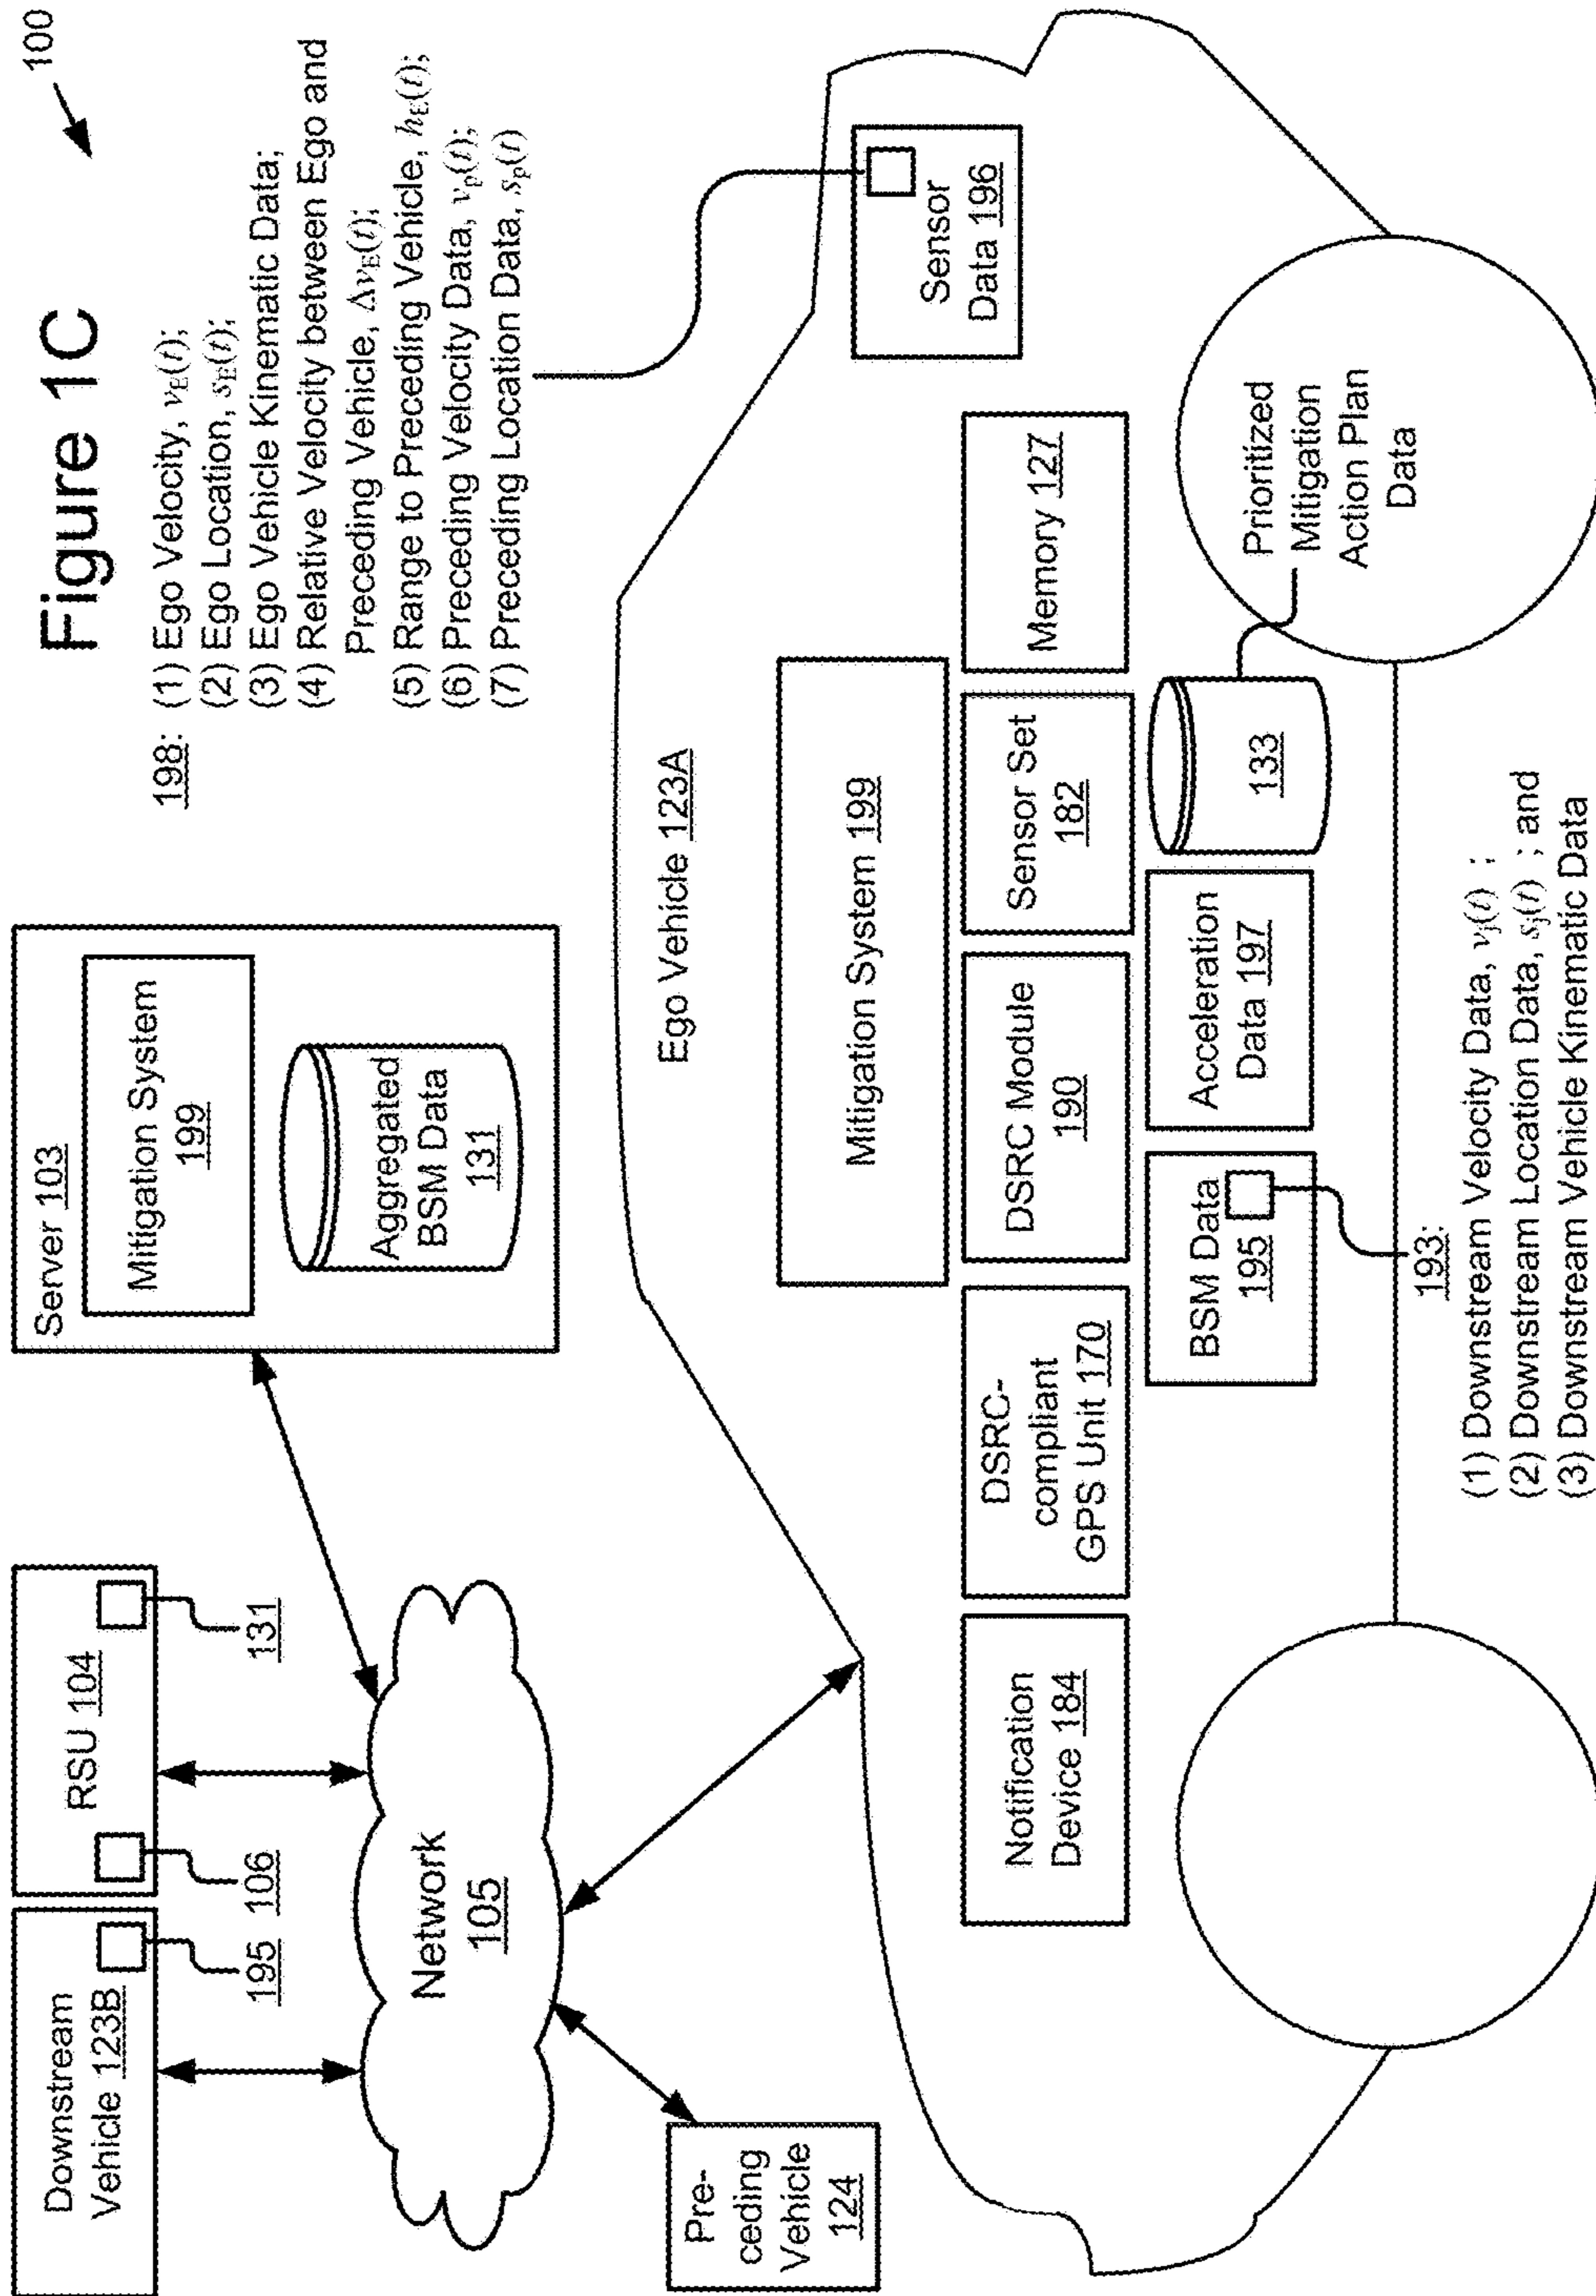 Figure 1C
100
198: (1) Ego Velocity, vE(t);
(2) Ego Location, sE(t);
(3) Ego Vehicle Kinematic Data;
(4) Relative Velocity between Ego and
Preceding Vehicle, ΔvE(t);
(5) Range to Preceding Vehicle, hE(t);
(6) Preceding Velocity Data, vp(t);
(7) Preceding Location Data, sp(t)
Downstream
Vehicle 123B
195
RSU 104
106
131
Server 103
Mitigation System
199
Aggregated
BSM Data
131
Network
105
Pre-
ceding
Vehicle
124
Ego Vehicle 123A
Mitigation System 199
Sensor
Data 196
Notification
Device 184
DSRC-
compliant
GPS Unit 170
DSRC Module
190
Sensor Set
182
Memory 127
BSM Data
195
Acceleration
Data 197
133
Prioritized
Mitigation
Action Plan
Data
193:
(1) Downstream Velocity Data, vj(t) ;
(2) Downstream Location Data, sj(t) ; and
(3) Downstream Vehicle Kinematic Data